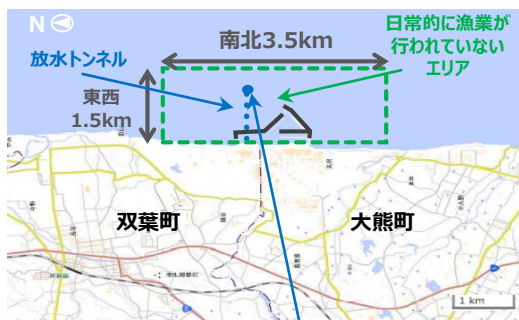 N
南北3.5km
日常的に漁業が
行われていない
エリア
放水トンネル
東西
1.5km
双葉町
大熊町
1 km